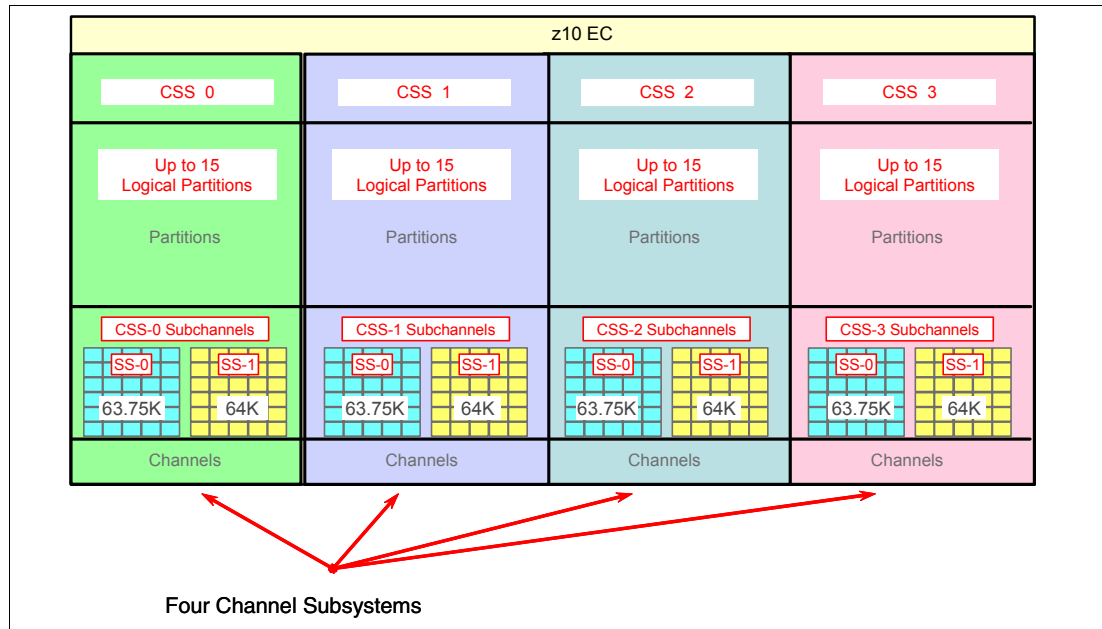 z10 EC
CSS 0
CSS 1
CSS 2
CSS 3
Up to 15
Logical Partitions
Up to 15
Logical Partitions
Up to 15
Logical Partitions
Up to 15
Logical Partitions
Partitions
Partitions
Partitions
Partitions
CSS-0 Subchannels
CSS-1 Subchannels
CSS-2 Subchannels
CSS-3 Subchannels
SS-0
SS-1
SS-0
SS-1
SS-0
SS-1
SS-0
SS-1
63.75K
64K
63.75K
64K
63.75K
64K
63.75K
64K
Channels
Channels
Channels
Channels
Four Channel Subsystems